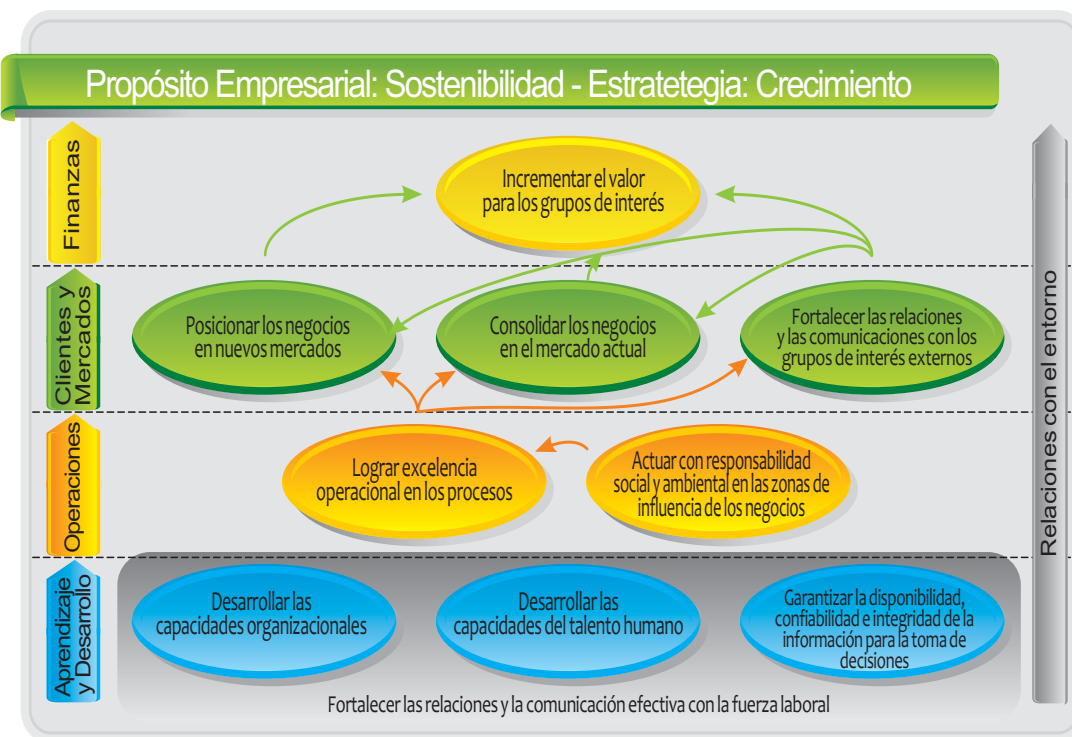 Propósito Empresarial: Sostenibilidad - Estratetegia: Crecimiento
Finanzas
Incrementar el valor
para los grupos de interés
Clientes y
Mercados
Posicionar los negocios
en nuevos mercados
Consolidar los negocios
en el mercado actual
Fortalecer las relaciones
y las comunicaciones con los
grupos de interés externos
Operaciones
Lograr excelencia
operacional en los procesos
Actuar con responsabilidad
social y ambiental en las zonas de
influencia de los negocios
Aprendizaje
y Desarrollo
Desarrollar las
capacidades organizacionales
Desarrollar las
capacidades del talento humano
Garantizar la disponibilidad,
confiabilidad e integridad de la
información para la toma de
decisiones
Fortalecer las relaciones y la comunicación efectiva con la fuerza laboral
Relaciones con el entorno